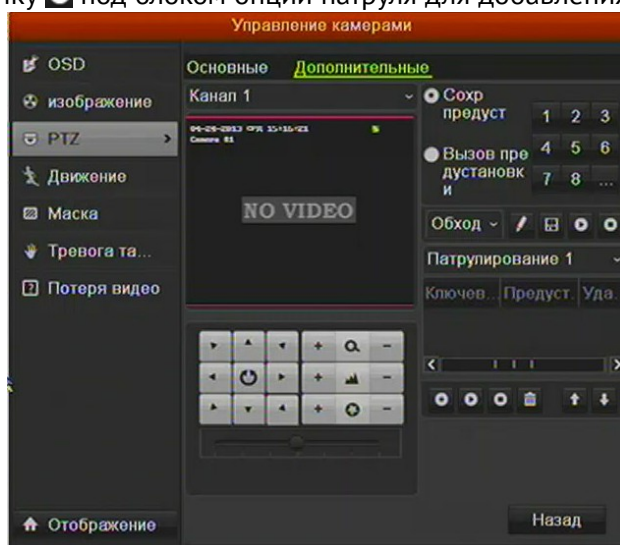 под блоком опций патруля для добавления
Управление камерами
OSD
изображение
PTZ
Движение
Маска
Тревога та...
Потеря видео
Отображение
Основные Дополнительные
Канал 1
Camera 01
NO VIDEO
Сохр
предуст
Вызов пре
дустановк
и
1 2 3
4 5 6
7 8 ...
Обход
Патрулирование 1
Ключев... Предуст. Уда.
Назад